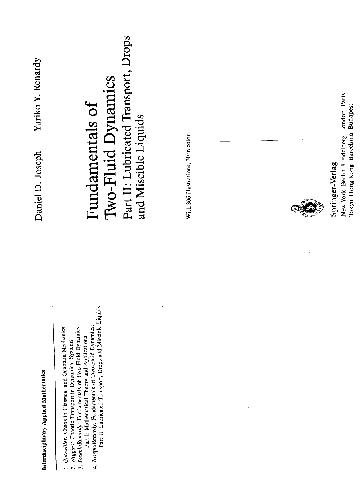 Interdisciplinary Applied Mathematics
1. Gutzwiller: Chaos in Classical and Quantum Mechanics
2. Wiggins: Chaotic Transport in Dynamical Systems
3. Joseph/Renardy: Fundamentals of Two-Fluid Dynamics:
Part I: Mathematical Theory and Applications
4. Joseph/Renardy: Fundamentals of Two-Fluid Dynamics:
Part II: Lubricated Transport, Drops and Miscible Liquids
Daniel D. Joseph Yuriko Y. Renardy
Fundamentals of
Two-Fluid Dynamics
Part II: Lubricated Transport, Drops
and Miscible Liquids
With Illustrations,
Springer-Verlag
New York Berlin Heidelberg London Paris
Tokyo Hong Kong Barcelona Budapest